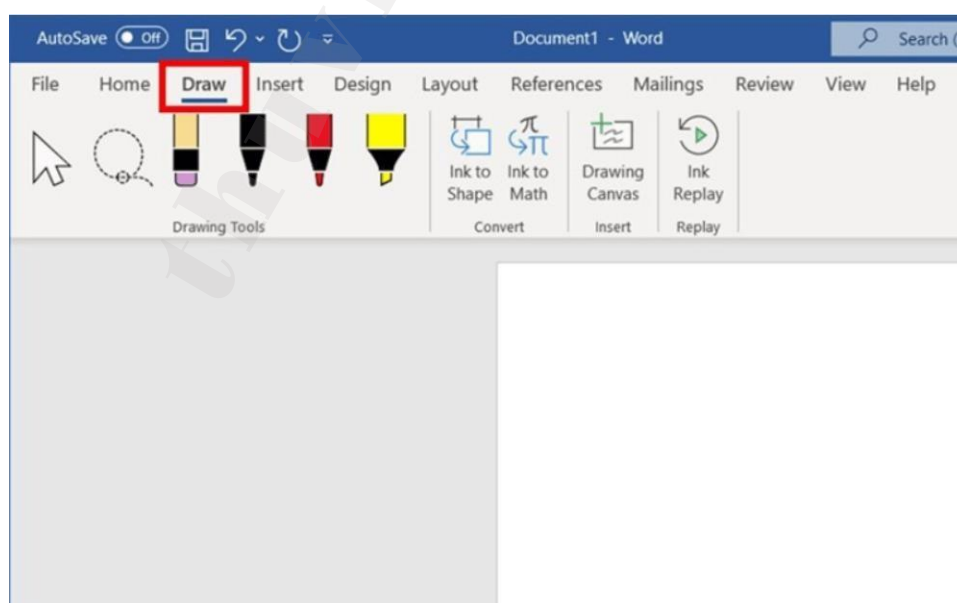 AutoSave Off Document1 - Word Search (
File Home Draw Insert Design Layout References Mailings Review View Help
Ink to Shape
Ink to Math
Drawing Canvas
Ink Replay
Drawing Tools Convert Insert Replay